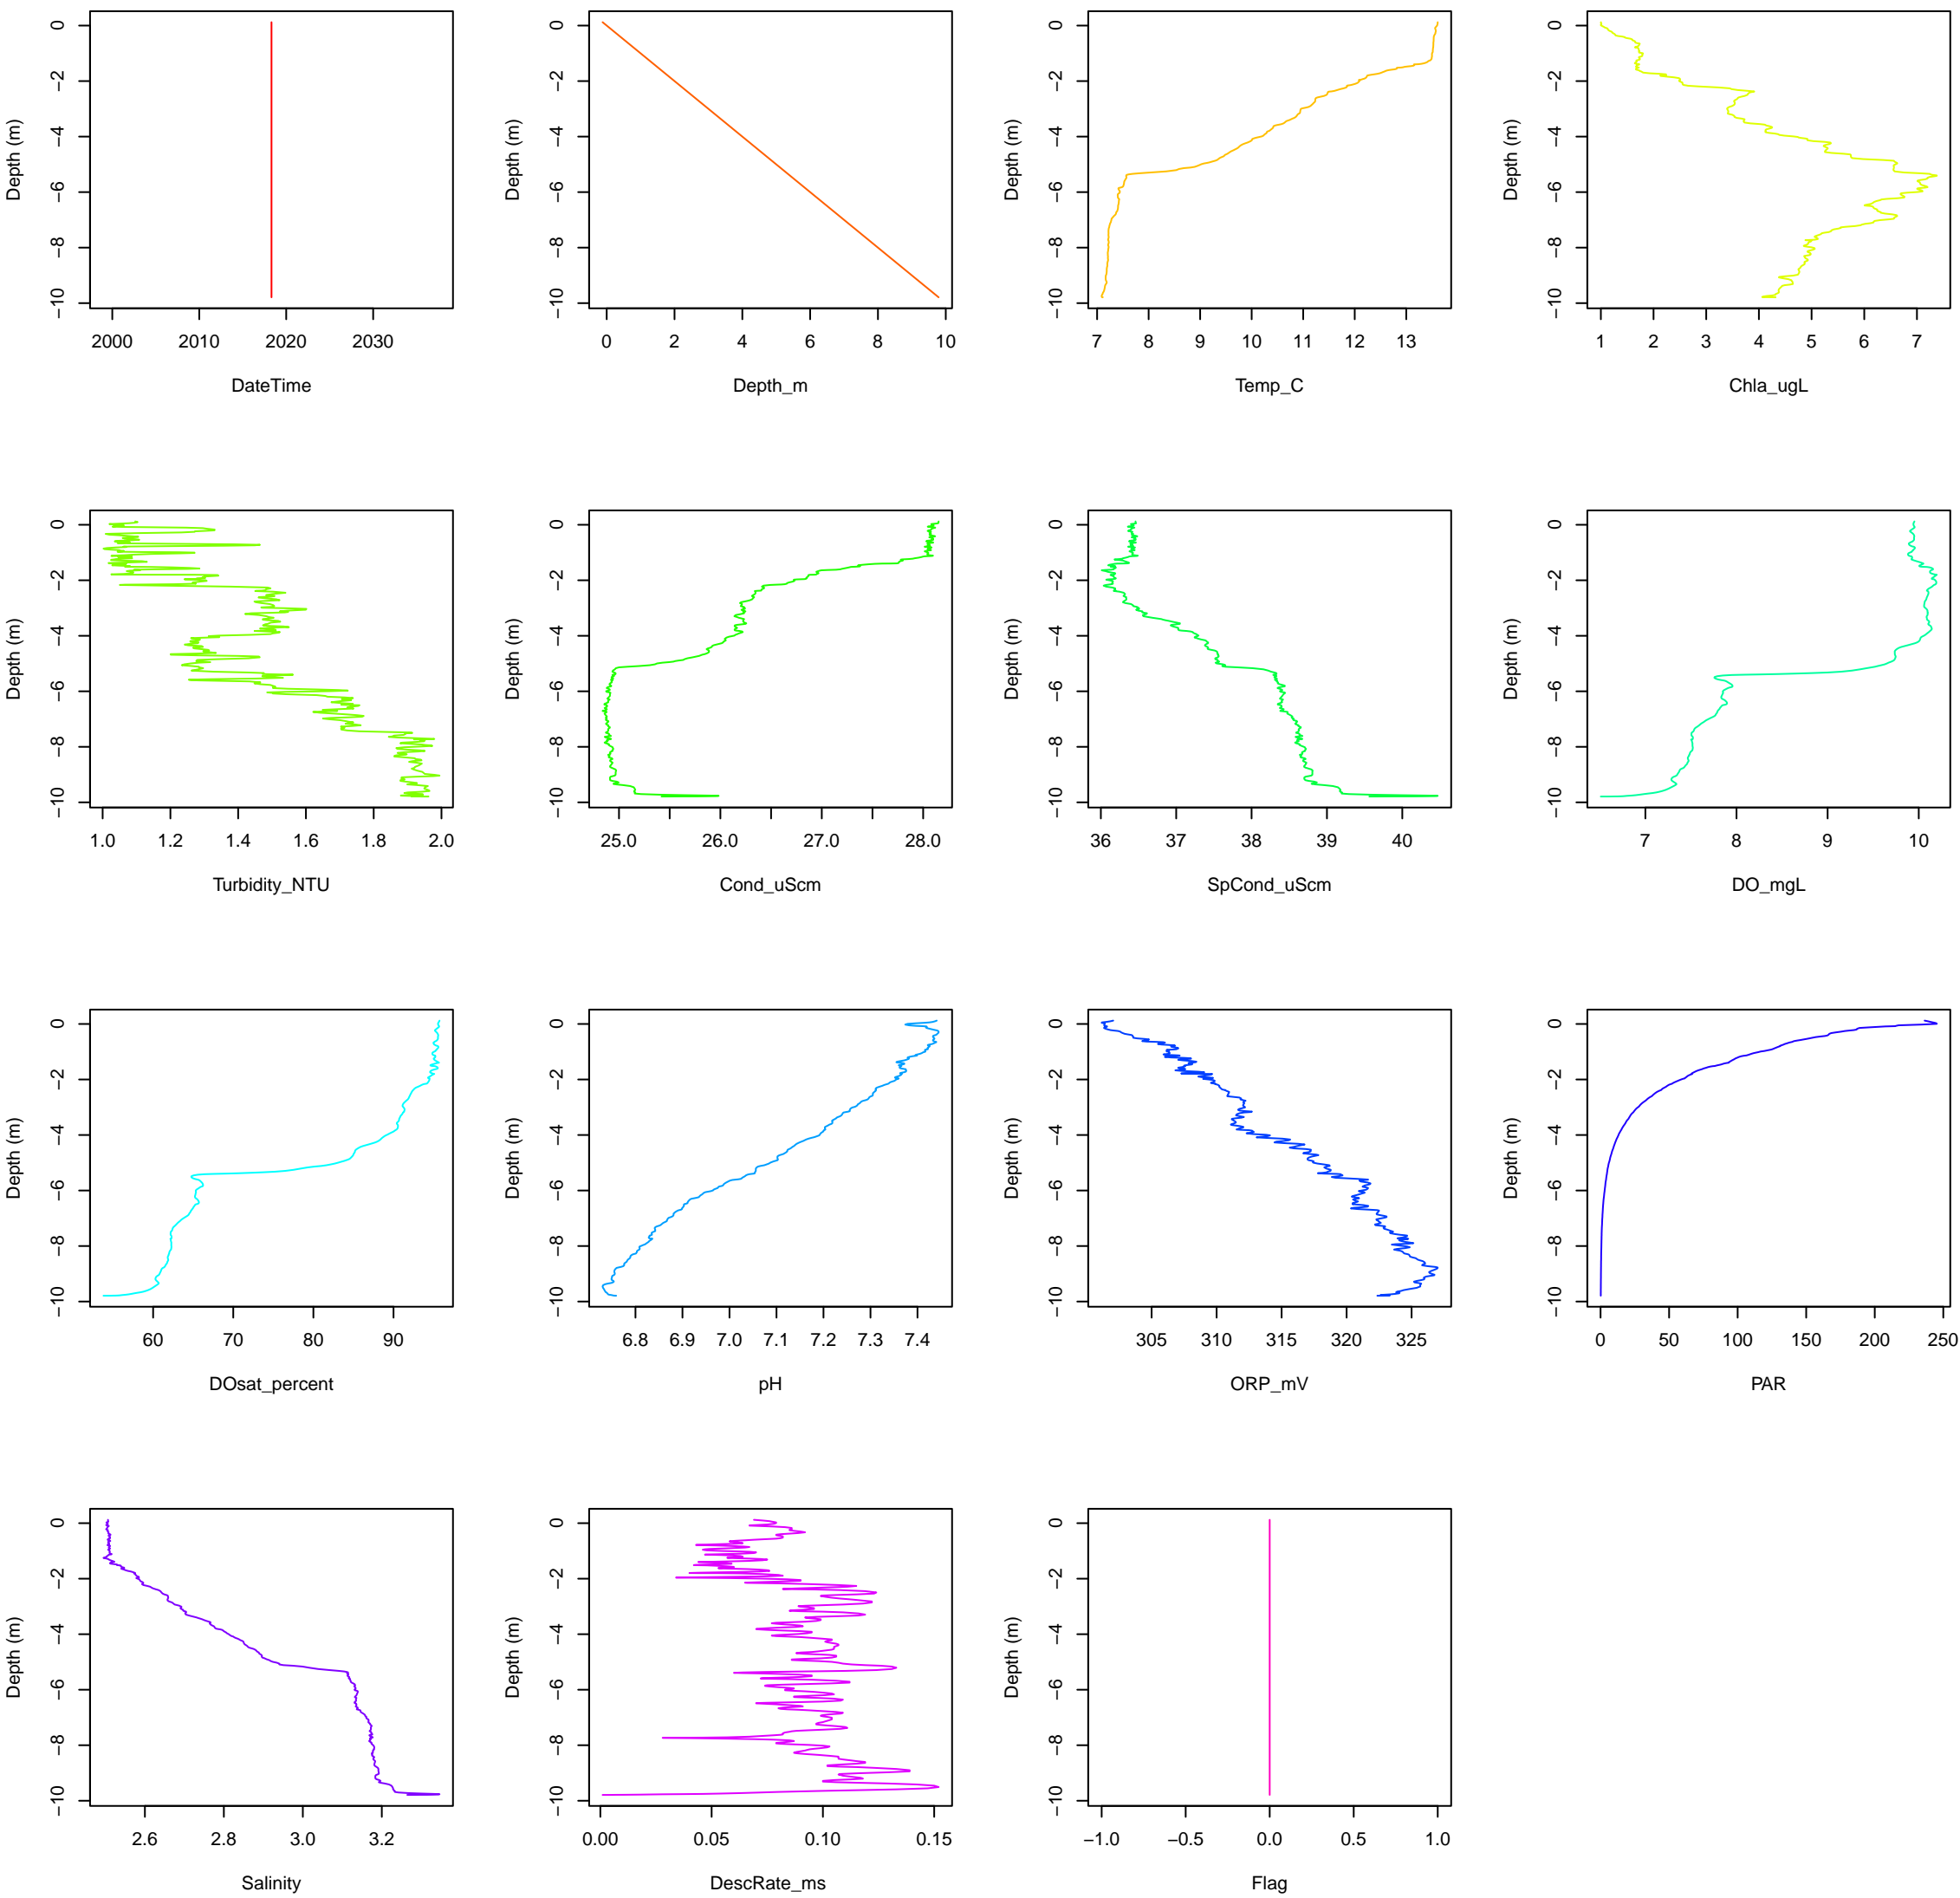 0
−2
−4
−6
−8
−10
Depth (m)
2000 2010 2020 2030
DateTime
0
−2
−4
−6
−8
−10
Depth (m)
0 2 4 6 8 10
Depth_m
0
−2
−4
−6
−8
−10
Depth (m)
7 8 9 10 11 12 13
Temp_C
0
−2
−4
−6
−8
−10
Depth (m)
1 2 3 4 5 6 7
Chla_ugL
0
−2
−4
−6
−8
−10
Depth (m)
1.0 1.2 1.4 1.6 1.8 2.0
Turbidity_NTU
0
−2
−4
−6
−8
−10
Depth (m)
25.0 26.0 27.0 28.0
Cond_uScm
0
−2
−4
−6
−8
−10
Depth (m)
36 37 38 39 40
SpCond_uScm
0
−2
−4
−6
−8
−10
Depth (m)
7 8 9 10
DO_mgL
0
−2
−4
−6
−8
−10
Depth (m)
60 70 80 90
DOsat_percent
0
−2
−4
−6
−8
−10
Depth (m)
6.8 6.9 7.0 7.1 7.2 7.3 7.4
pH
0
−2
−4
−6
−8
−10
Depth (m)
305 310 315 320 325
ORP_mV
0
−2
−4
−6
−8
−10
Depth (m)
0 50 100 150 200 250
PAR
0
−2
−4
−6
−8
−10
Depth (m)
2.6 2.8 3.0 3.2
Salinity
0
−2
−4
−6
−8
−10
Depth (m)
0.00 0.05 0.10 0.15
DescRate_ms
0
−2
−4
−6
−8
−10
Depth (m)
−1.0 −0.5 0.0 0.5 1.0
Flag